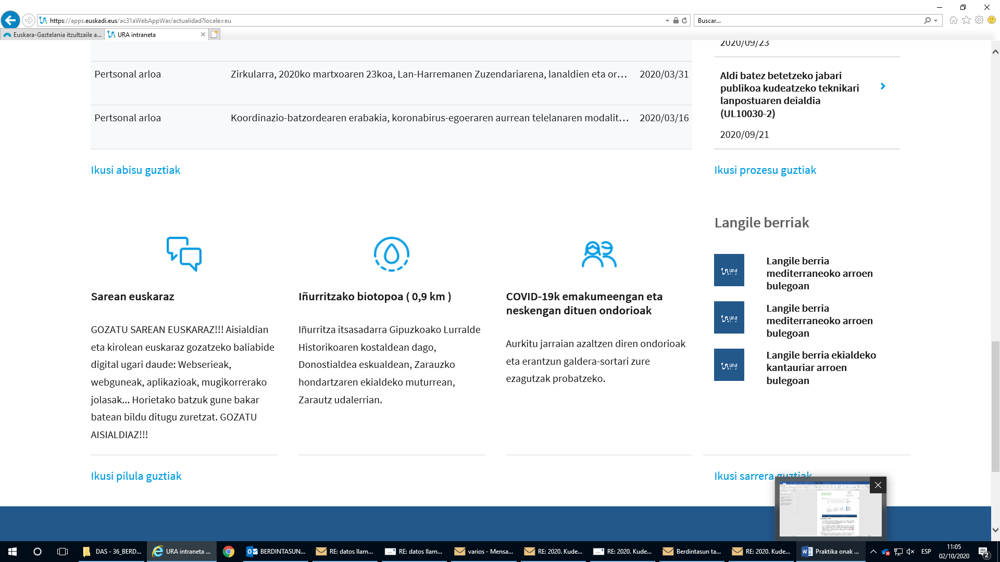 https://apps.euskadi.eus/ac31aWebAppWar/actualidad?locale=eu
Buscar...
Euskara-Gaztelania itzultzaile a...
URA intraneta
2020/09/23
Pertsonal arloa
Zirkularra, 2020ko martxoaren 23koa, Lan-Harremanen Zuzendariarena, lanaldien eta or...
2020/03/31
Pertsonal arloa
Koordinazio-batzordearen erabakia, koronabirus-egoeraren aurrean telelanaren modalit...
2020/03/16
Ikusi abisu guztiak
Aldi batez betetzeko jabari
publikoa kudeatzeko teknikari
lanpostuaren deialdia
(UL10030-2)
2020/09/21
Ikusi prozesu guztiak
Sarean euskaraz
GOZATU SAREAN EUSKARAZ!!! Aisialdian
eta kirolean euskaraz gozatzeko baliabide
digital ugari daude: Webserieak,
webguneak, aplikazioak, mugikorrerako
jolasak... Horietako batzuk gune bakar
batean bildu ditugu zuretzat. GOZATU
AISIALDIAZ!!!
Iñurritzako biotopoa ( 0,9 km )
Iñurritza itsasadarra Gipuzkoako Lurralde
Historikoaren kostaldean dago,
Donostialdea eskualdean, Zarauzko
hondartzaren ekialdeko muturrean,
Zarautz udalerrian.
COVID-19k emakumeengan eta
neskengan dituen ondorioak
Aurkitu jarraian azaltzen diren ondorioak
eta erantzun galdera-sortari zure
ezagutzak probatzeko.
Langile berriak
ura
Langile berria
mediterraneoko arroen
bulegoan
ura
Langile berria
mediterraneoko arroen
bulegoan
ura
Langile berria ekialdeko
kantauriar arroen
bulegoan
Ikusi pilula guztiak
Ikusi sarrera guztiak
DAS - 36_BERD...
URA intraneta ...
BERDINTASUN...
RE: datos llam...
RE: datos llam...
varios - Mensa...
RE: 2020. Kude...
RE: 2020. Kude...
Berdintasun ta...
RE: 2020. Kude...
Praktika onak ...
ESP
11:05
02/10/2020
2